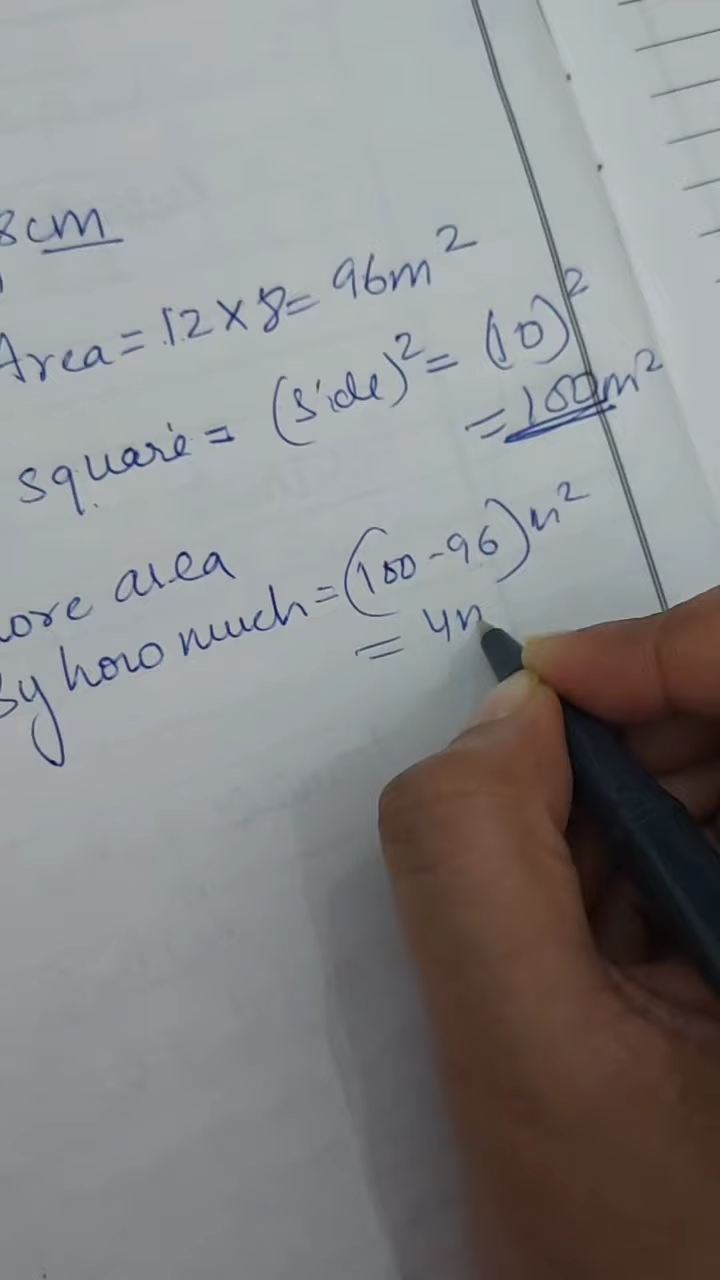 8cm
Area = 12 × 8 = 96m²
square = (side)² = (10)²
= 100m²
ore area
By how much = (100 - 96)m²
= 4m